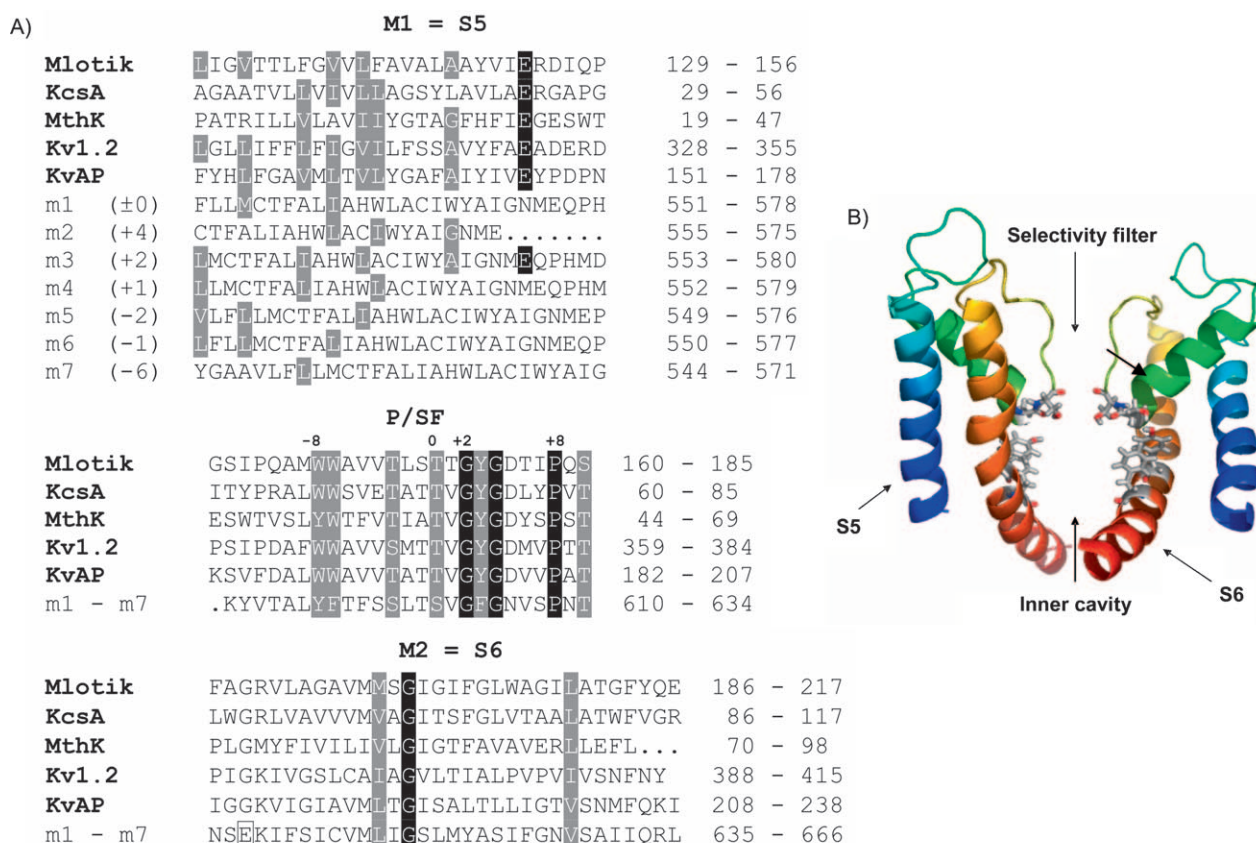 A)
M1 = S5
Mlotik LIGVTTLFGVVLFAVALAAYVIERDIQP 129 - 156
KcsA AGAATVLLVIVLLAGSYLAVLAERGAPG 29 - 56
MthK PATRILLVLAVIIYGTAGFHFIEGESWT 19 - 47
Kv1.2 LGLLIFFLFIGVILFSSAVYFAEADERD 328 - 355
KvAP FYHLFGAVMLTVLYGAFAIYIVEYPDPN 151 - 178
m1 (±0) FLLMCTFALIAHWLACIWYAIGNMEQPH 551 - 578
m2 (+4) CTFALIAHWLACIWYAIGNME....... 555 - 575
m3 (+2) LMCTFALIAHWLACIWYAIGNMEQPHMD 553 - 580
m4 (+1) LLMCTFALIAHWLACIWYAIGNMEQPHM 552 - 579
m5 (-2) VLFLLMCTFALIAHWLACIWYAIGNMEP 549 - 576
m6 (-1) LFLLMCTFALIAHWLACIWYAIGNMEQP 550 - 577
m7 (-6) YGAAVLFLLMCTFALIAHWLACIWYAIG 544 - 571
P/SF
-8 0 +2 +8
Mlotik GSIPQAMWWAVVTLSTTGYGDTIPQS 160 - 185
KcsA ITYPRALWWSVETATTVGYGDLYPVT 60 - 85
MthK ESWTVSLYWTFVTIATVGYGDYSPST 44 - 69
Kv1.2 PSIPDAFWWAVVSMTTVGYGDMVPTT 359 - 384
KvAP KSVFDALWWAVVTATTVGYGDVVPAT 182 - 207
m1 - m7 .KYVTALYFTFSSLTSVGFGNVSPNT 610 - 634
M2 = S6
Mlotik FAGRVLAGAVMMSGIGIFGLWAGILATGFYQE 186 - 217
KcsA LWGRLVAVVVMVAGITSFGLVTAALATWFVGR 86 - 117
MthK PLGMYFIVILIVLGIGTFAVAVERLLEFL... 70 - 98
Kv1.2 PIGGKIVGSLCAIAGVLTIALPVPVIVSNFNY 388 - 415
KvAP IGGKVIGIAVMLTGISALTLLIGTVSNMFQKI 208 - 238
m1 - m7 NSEKIFSICVMLIGSLMYASIFGNVSAIIQRL 635 - 666
B)
Selectivity filter
S5
S6
Inner cavity